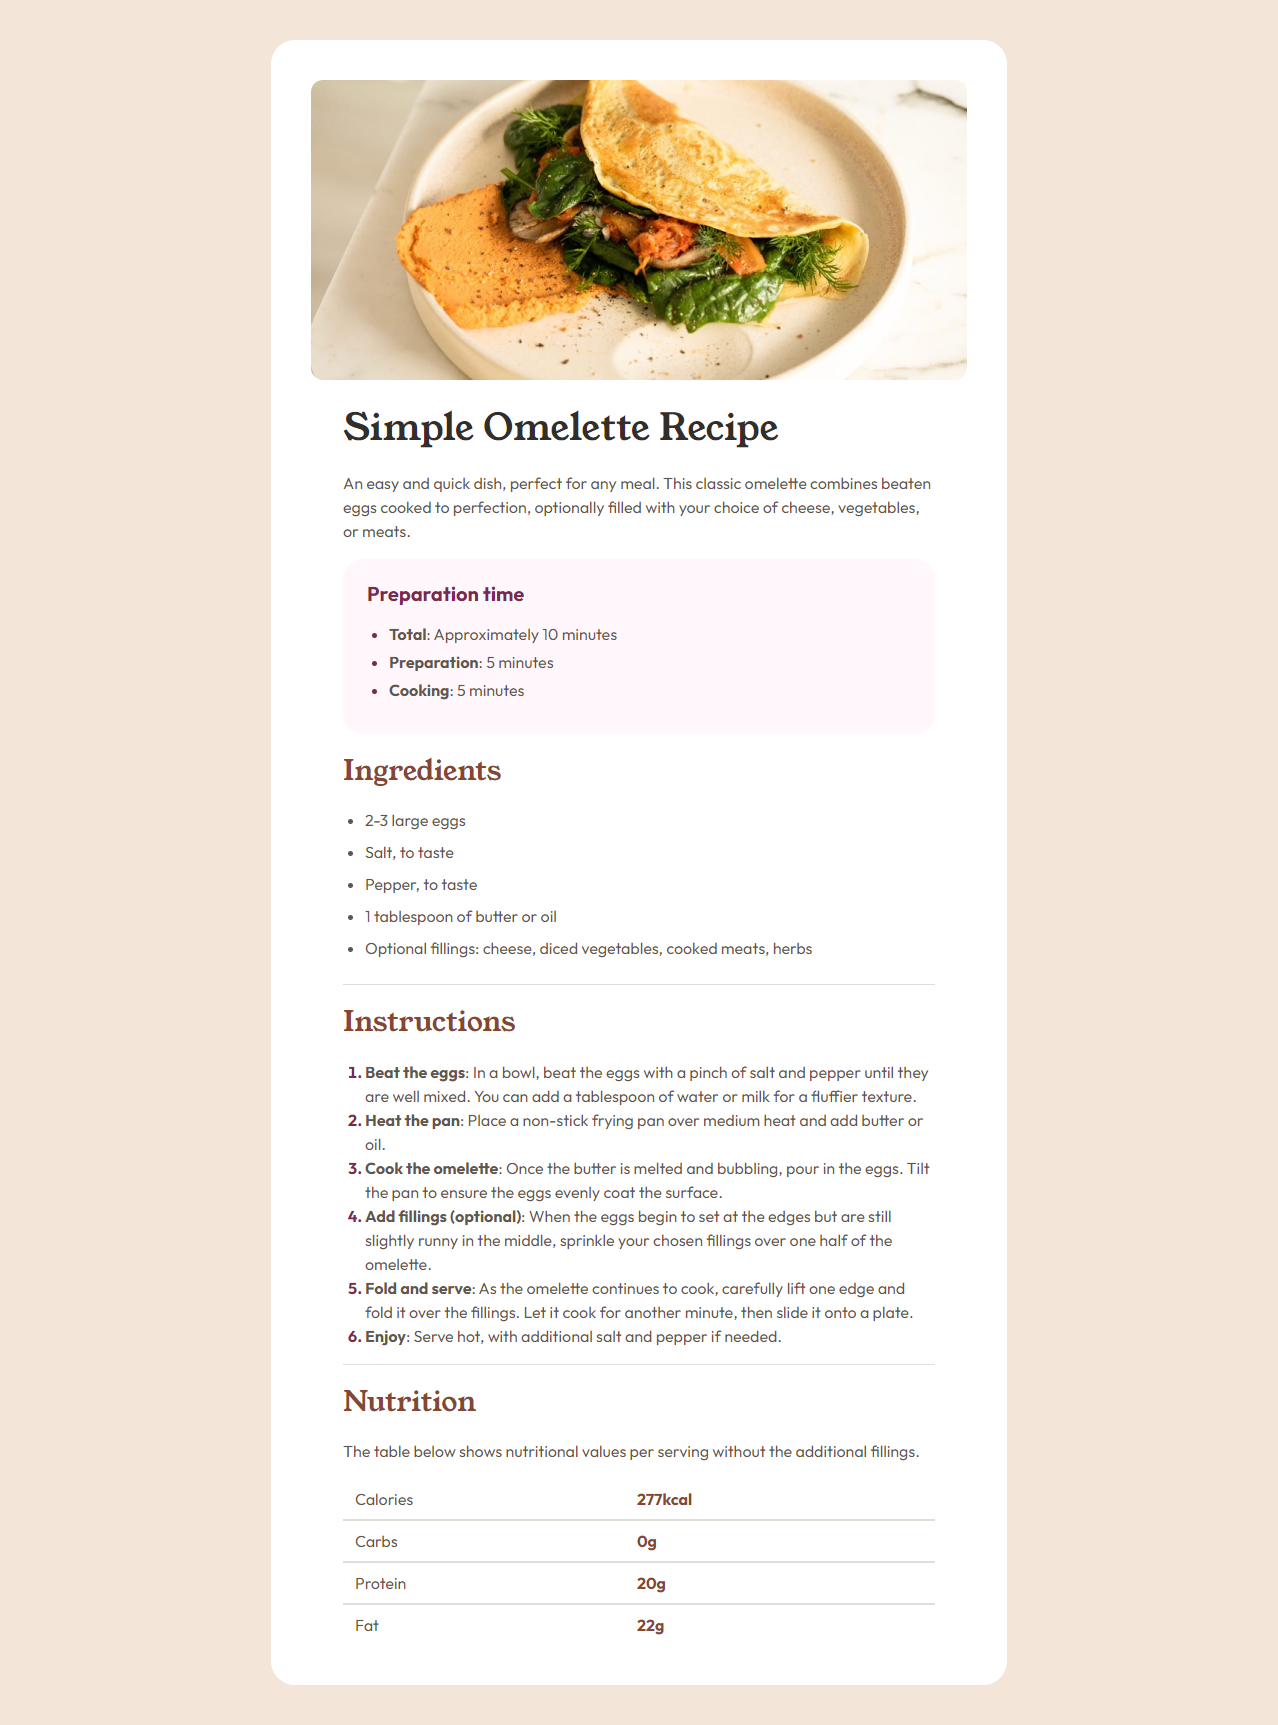 Simple Omelette Recipe
An easy and quick dish, perfect for any meal. This classic omelette combines beaten
eggs cooked to perfection, optionally filled with your choice of cheese, vegetables,
or meats.
Preparation time
• Total: Approximately 10 minutes
• Preparation: 5 minutes
• Cooking: 5 minutes
Ingredients
• 2-3 large eggs
• Salt, to taste
• Pepper, to taste
• 1 tablespoon of butter or oil
• Optional fillings: cheese, diced vegetables, cooked meats, herbs
Instructions
1. Beat the eggs: In a bowl, beat the eggs with a pinch of salt and pepper until they
are well mixed. You can add a tablespoon of water or milk for a fluffier texture.
2. Heat the pan: Place a non-stick frying pan over medium heat and add butter or
oil.
3. Cook the omelette: Once the butter is melted and bubbling, pour in the eggs. Tilt
the pan to ensure the eggs evenly coat the surface.
4. Add fillings (optional): When the eggs begin to set at the edges but are still
slightly runny in the middle, sprinkle your chosen fillings over one half of the
omelette.
5. Fold and serve: As the omelette continues to cook, carefully lift one edge and
fold it over the fillings. Let it cook for another minute, then slide it onto a plate.
6. Enjoy: Serve hot, with additional salt and pepper if needed.
Nutrition
The table below shows nutritional values per serving without the additional fillings.
Calories 277kcal
Carbs 0g
Protein 20g
Fat 22g